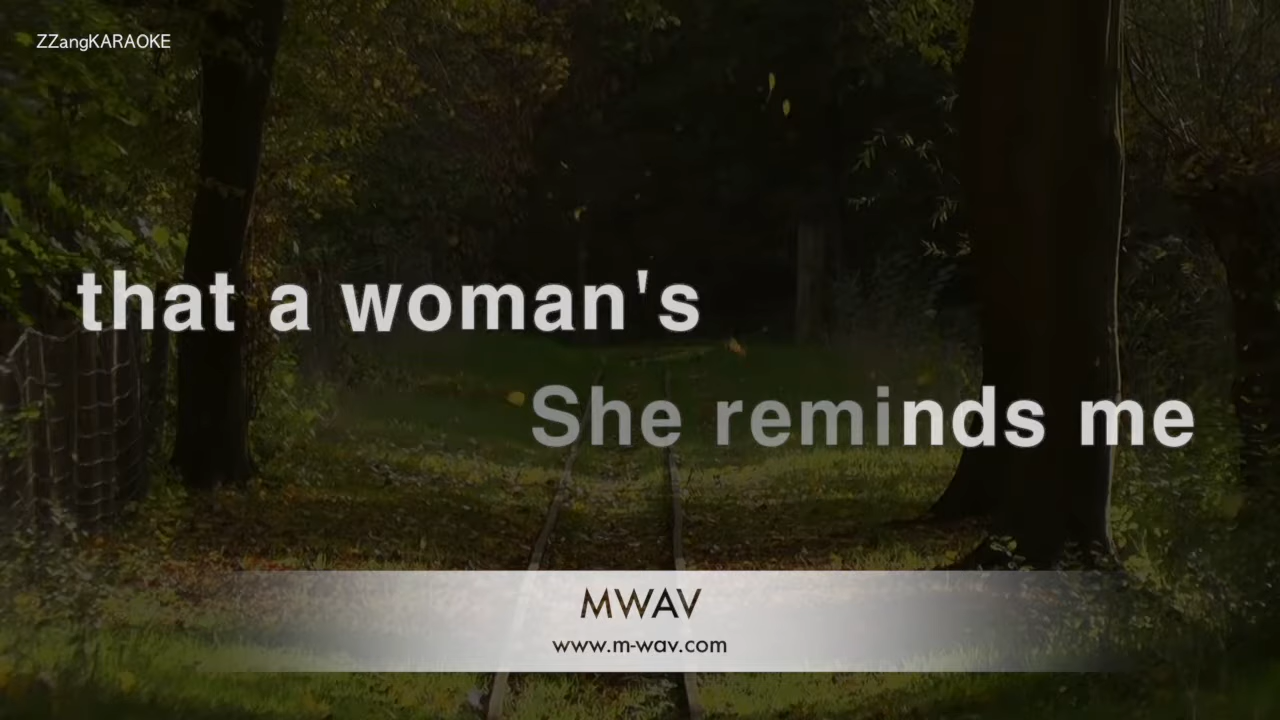 ZZangKARAOKE
that a woman's
She reminds me
MWAV
www.m-wav.com